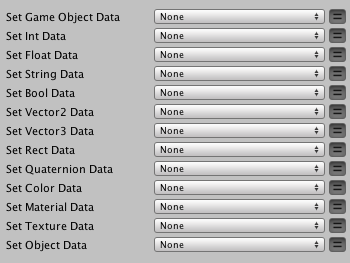 Set Game Object Data None
Set Int Data None
Set Float Data None
Set String Data None
Set Bool Data None
Set Vector2 Data None
Set Vector3 Data None
Set Rect Data None
Set Quaternion Data None
Set Color Data None
Set Material Data None
Set Texture Data None
Set Object Data None